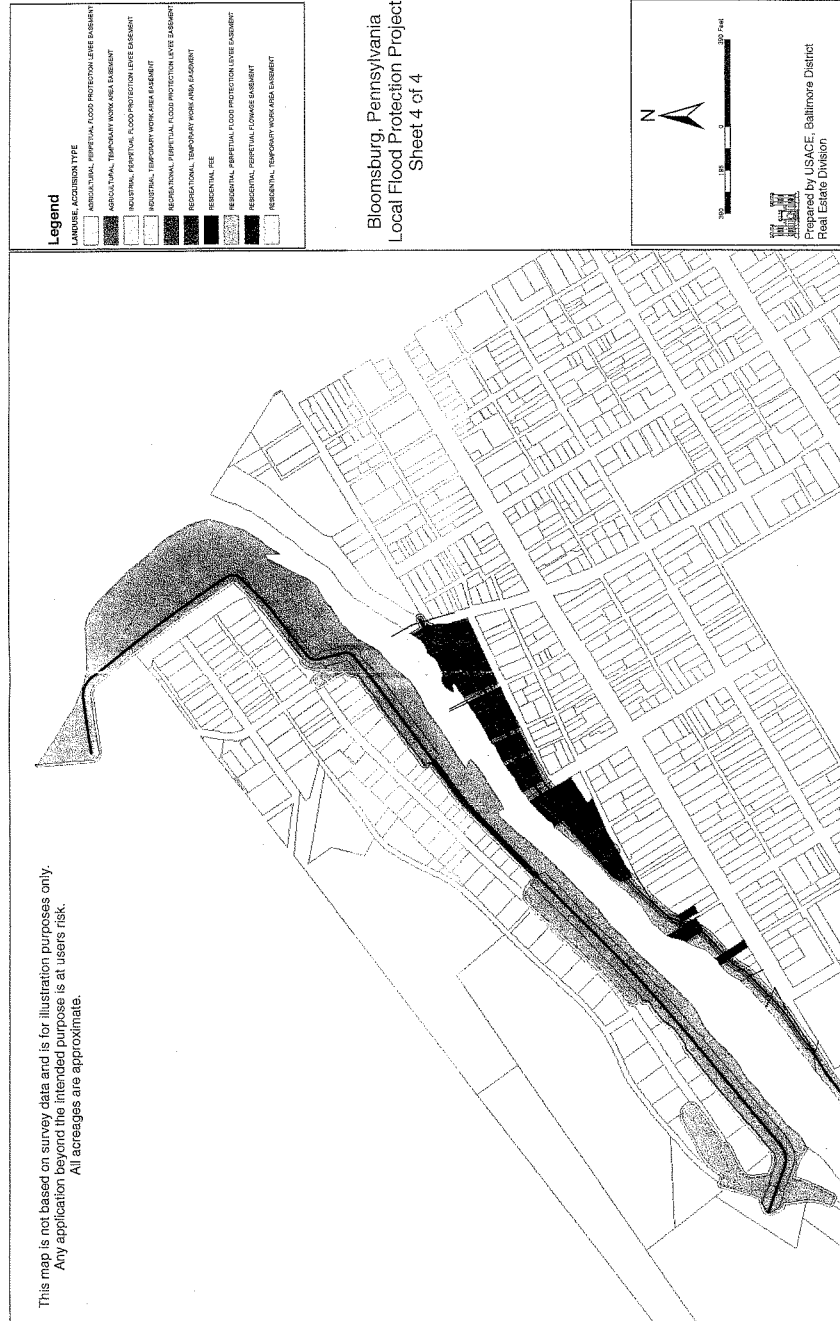 This map is not based on survey data and is for illustration purposes only.
Any application beyond the intended purpose is at users risk.
All acreages are approximate.
Legend
LANDUSE, ACQUISTION TYPE
AGRICULTURAL, PERPETUAL FLOOD PROTECTION LEVEE EASEMENT
AGRICULTURAL, TEMPORARY WORK AREA EASEMENT
INDUSTRIAL, PERPETUAL FLOOD PROTECTION LEVEE EASEMENT
INDUSTRIAL, TEMPORARY WORK AREA EASEMENT
RECREATIONAL, PERPETUAL FLOOD PROTECTION LEVEE EASEMENT
RECREATIONAL, TEMPORARY WORK AREA EASEMENT
RESIDENTIAL, FEE
RESIDENTIAL, PERPETUAL FLOOD PROTECTION LEVEE EASEMENT
RESIDENTIAL, PERPETUAL FLOWAGE EASEMENT
RESIDENTIAL, TEMPORARY WORK AREA EASEMENT
Bloomsburg, Pennsylvania
Local Flood Protection Project
Sheet 4 of 4
N
390 195 0 390 Feet
Prepared by USACE, Baltimore District
Real Estate Division